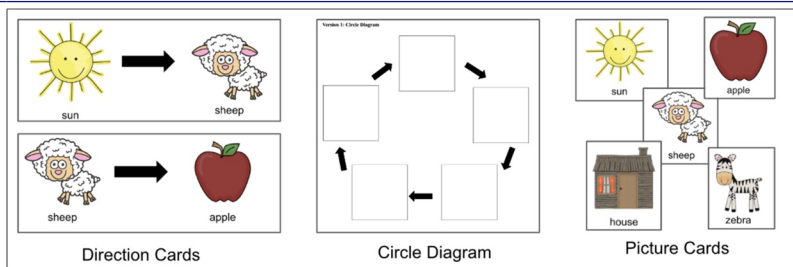 sun
sheep
sheep
apple
Direction Cards
Version 1: Circle Diagram
Circle Diagram
sun
apple
sheep
house
zebra
Picture Cards